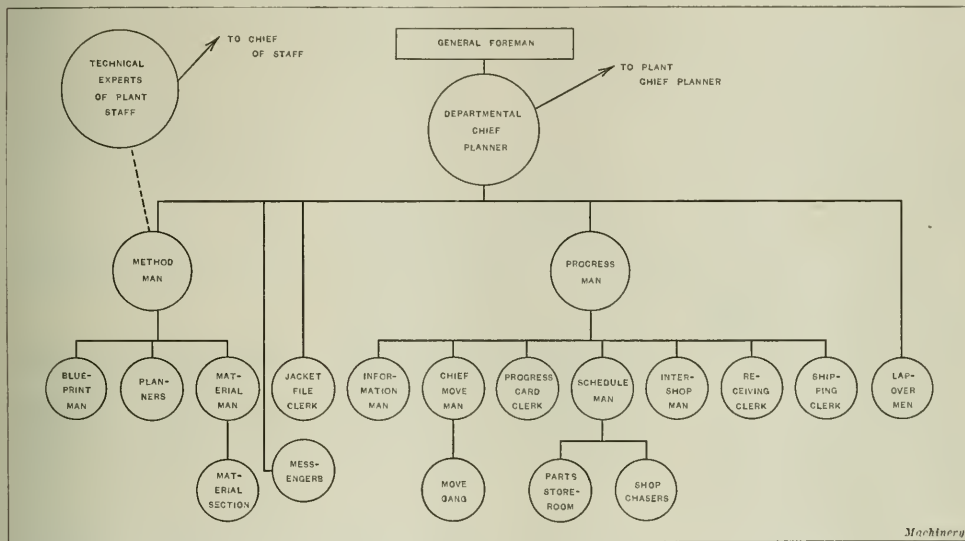 TECHNICAL
EXPERTS
OF PLANT
STAFF
TO CHIEF
OF STAFF
GENERAL FOREMAN
DEPARTMENTAL
CHIEF
PLANNER
TO PLANT
CHIEF PLANNER
METHOD
MAN
PROGRESS
MAN
BLUE-
PRINT
MAN
PLAN-
NERS
MAT-
ERIAL
MAN
JACKET
FILE
CLERK
INFOR-
MATION
MAN
CHIEF
MOVE
MAN
PROGRESS
CARD
CLERK
SCHEDULE
MAN
INTER-
SHOP
MAN
RE-
CEIVING
CLERK
SHIP-
PING
CLERK
LAP-
OVER
MEN
MAT-
ERIAL
SECTION
MESS-
ENGERS
MOVE
GANG
PARTS
STORE-
ROOM
SHOP
CHASERS
Machinery